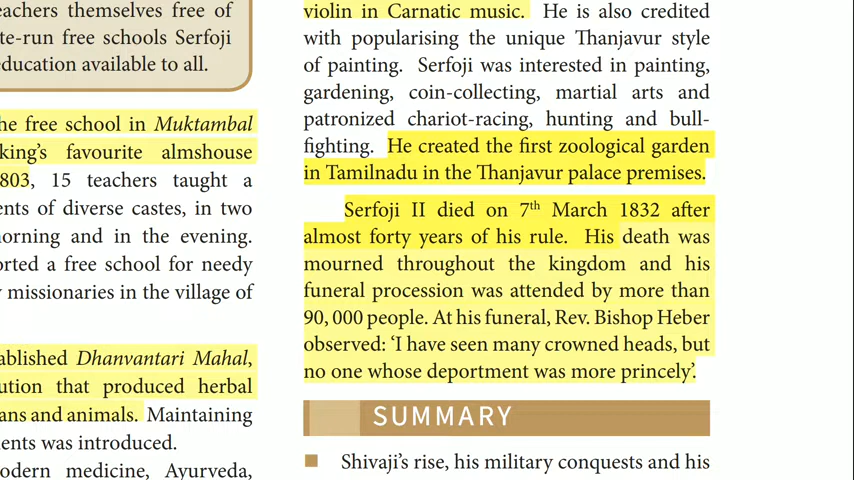 eachers themselves free of
te-run free schools Serfoji
education available to all.
he free school in Muktambal
king's favourite almshouse
803, 15 teachers taught a
ents of diverse castes, in two
orning and in the evening.
orted a free school for needy
y missionaries in the village of
ablished Dhanvantari Mahal,
ution that produced herbal
ans and animals. Maintaining
ents was introduced.
odern medicine, Ayurveda,
violin in Carnatic music. He is also credited
with popularising the unique Thanjavur style
of painting. Serfoji was interested in painting,
gardening, coin-collecting, martial arts and
patronized chariot-racing, hunting and bull-
fighting. He created the first zoological garden
in Tamilnadu in the Thanjavur palace premises.
Serfoji II died on 7th March 1832 after
almost forty years of his rule. His death was
mourned throughout the kingdom and his
funeral procession was attended by more than
90, 000 people. At his funeral, Rev. Bishop Heber
observed: 'I have seen many crowned heads, but
no one whose deportment was more princely'.
SUMMARY
Shivaji's rise, his military conquests and his